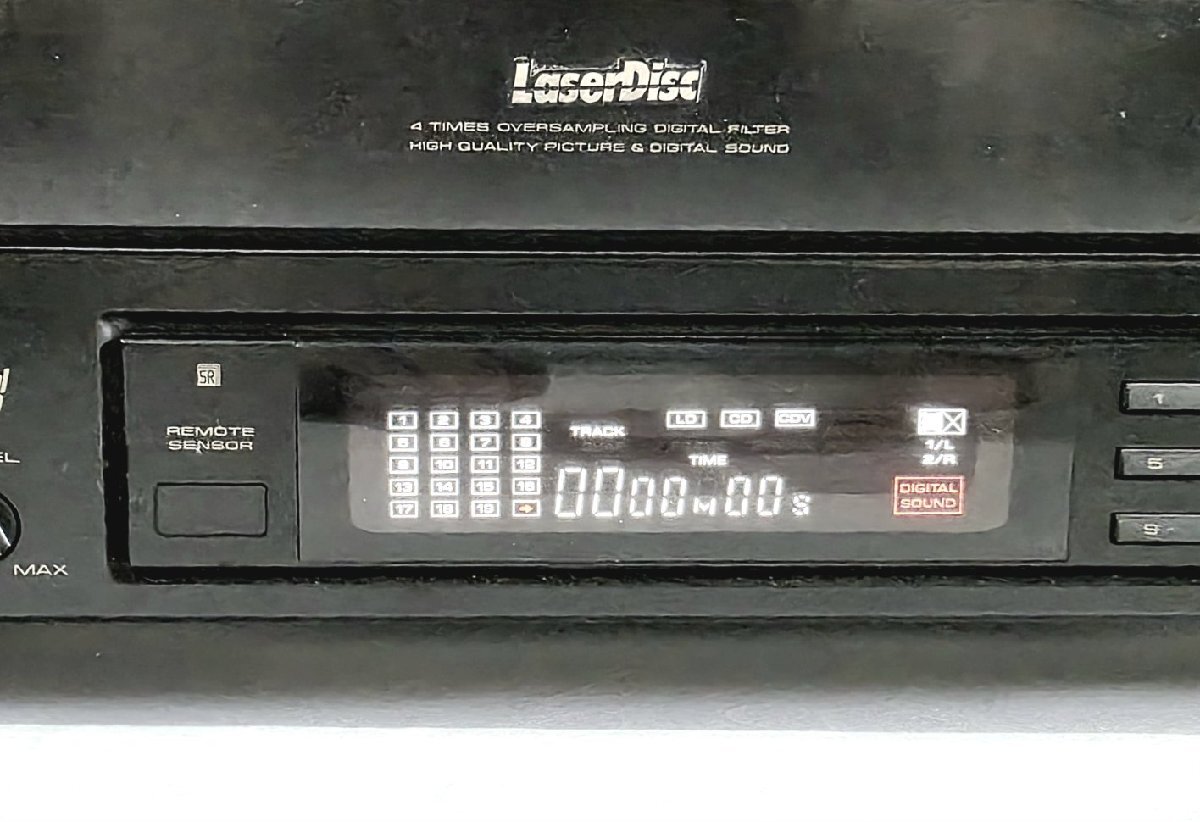 LaserDisc
4 TIMES OVERSAMPLING DIGITAL FILTER
HIGH QUALITY PICTURE & DIGITAL SOUND
SR
REMOTE
SENSOR
MAX
1 2 3 4
5 6 7 8
9 10 11 12
13 14 15 16
17 18 19
TRACK
LD CD CDV
TIME
00 00 M 00 S
1/L
2/R
DIGITAL
SOUND
1
5
9